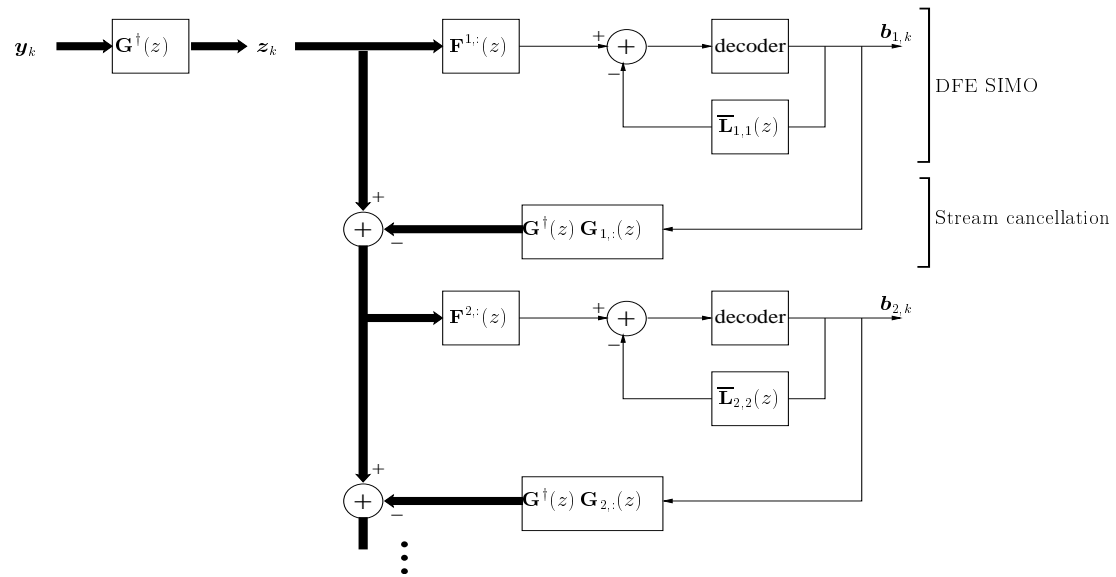 y_k
G†(z)
z_k
F^{1,:}(z)
+
−
+
decoder
b_{1,k}
L̅_{1,1}(z)
DFE SIMO
+
+
−
G†(z) G_{1,:}(z)
Stream cancellation
F^{2,:}(z)
+
−
+
decoder
b_{2,k}
L̅_{2,2}(z)
+
+
−
G†(z) G_{2,:}(z)